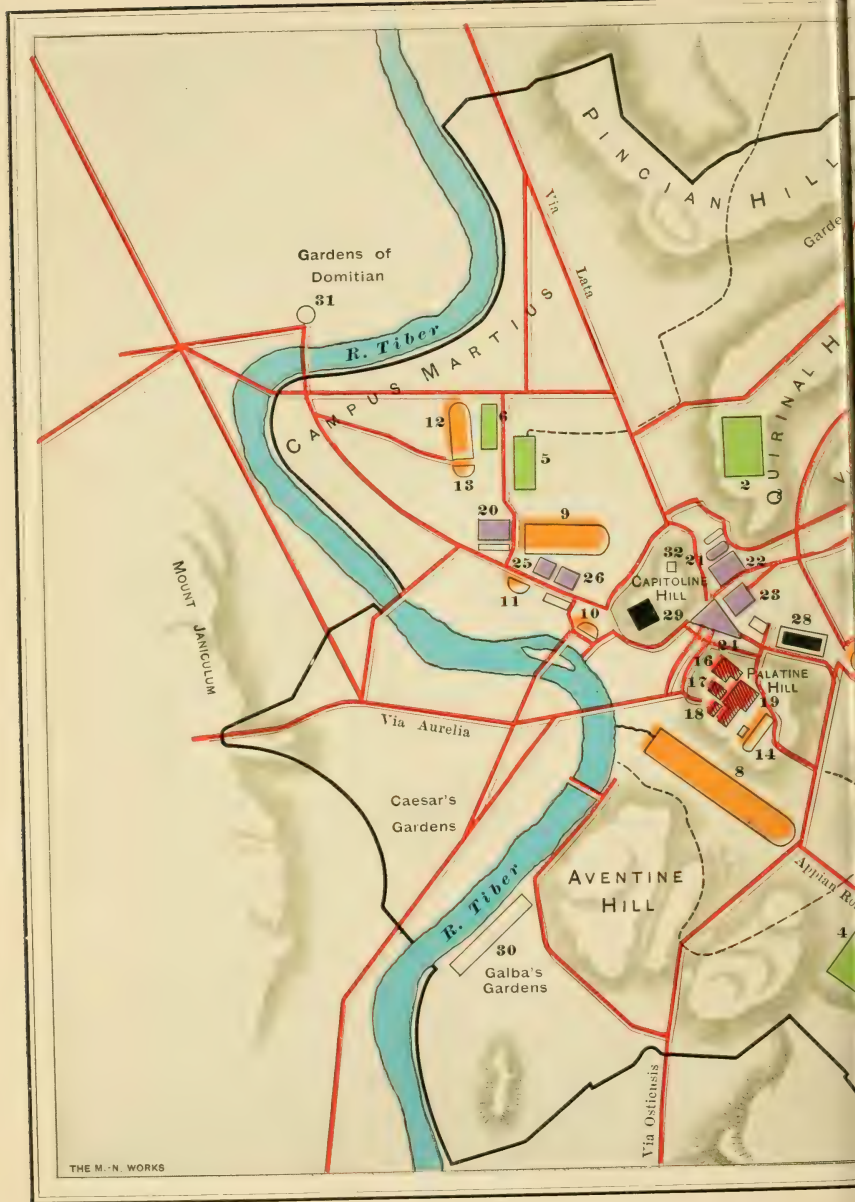 PINCIAN HILL
Via Lata
Garde
Gardens of
Domitian
31
R. Tiber
CAMPUS MARTIUS
QUIRINAL H
V
12
6
5
13
2
20
9
25
26
11
10
32
21
22
CAPITOLINE
HILL
29
23
28
24
16
17
18
PALATINE
HILL
19
14
8
MOUNT JANICULUM
Via Aurelia
Caesar's
Gardens
R. Tiber
AVENTINE
HILL
Appian Ro
4
30
Galba's
Gardens
Via Ostiensis
THE M.-N. WORKS